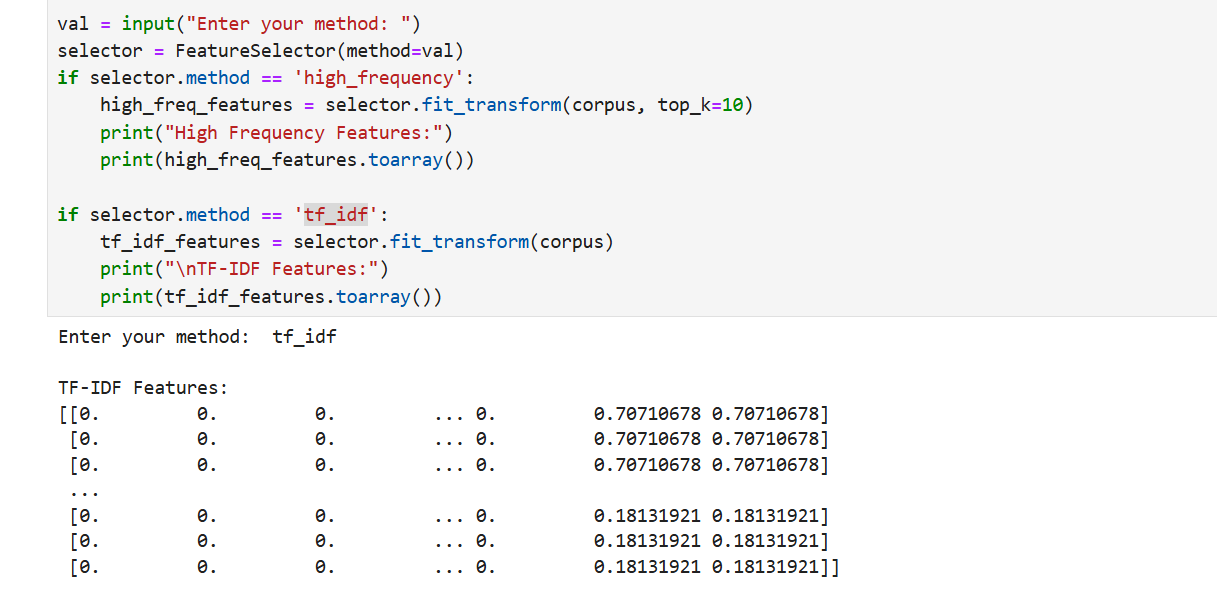 val = input("Enter your method: ")
selector = FeatureSelector(method=val)
if selector.method == 'high_frequency':
    high_freq_features = selector.fit_transform(corpus, top_k=10)
    print("High Frequency Features:")
    print(high_freq_features.toarray())

if selector.method == 'tf_idf':
    tf_idf_features = selector.fit_transform(corpus)
    print("\nTF-IDF Features:")
    print(tf_idf_features.toarray())
Enter your method:  tf_idf

TF-IDF Features:
[[0.         0.         0.         ... 0.         0.70710678 0.70710678]
 [0.         0.         0.         ... 0.         0.70710678 0.70710678]
 [0.         0.         0.         ... 0.         0.70710678 0.70710678]
 ...
 [0.         0.         0.         ... 0.         0.18131921 0.18131921]
 [0.         0.         0.         ... 0.         0.18131921 0.18131921]
 [0.         0.         0.         ... 0.         0.18131921 0.18131921]]